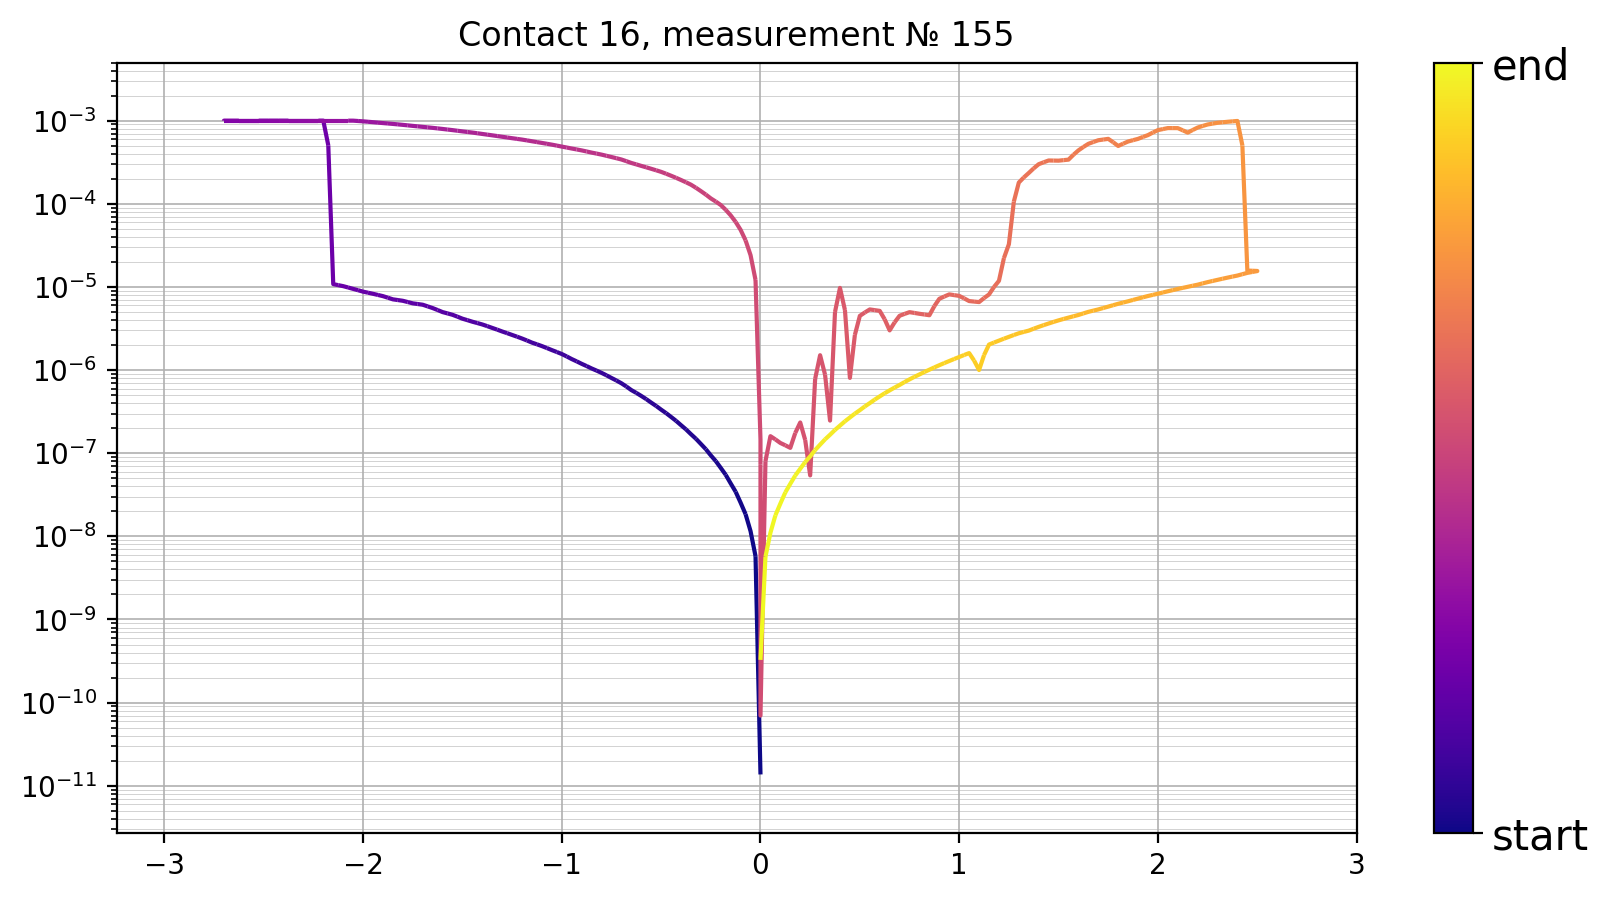 Contact 16, measurement № 155
end
10⁻³
10⁻⁴
10⁻⁵
10⁻⁶
10⁻⁷
10⁻⁸
10⁻⁹
10⁻¹⁰
10⁻¹¹
start
−3 −2 −1 0 1 2 3